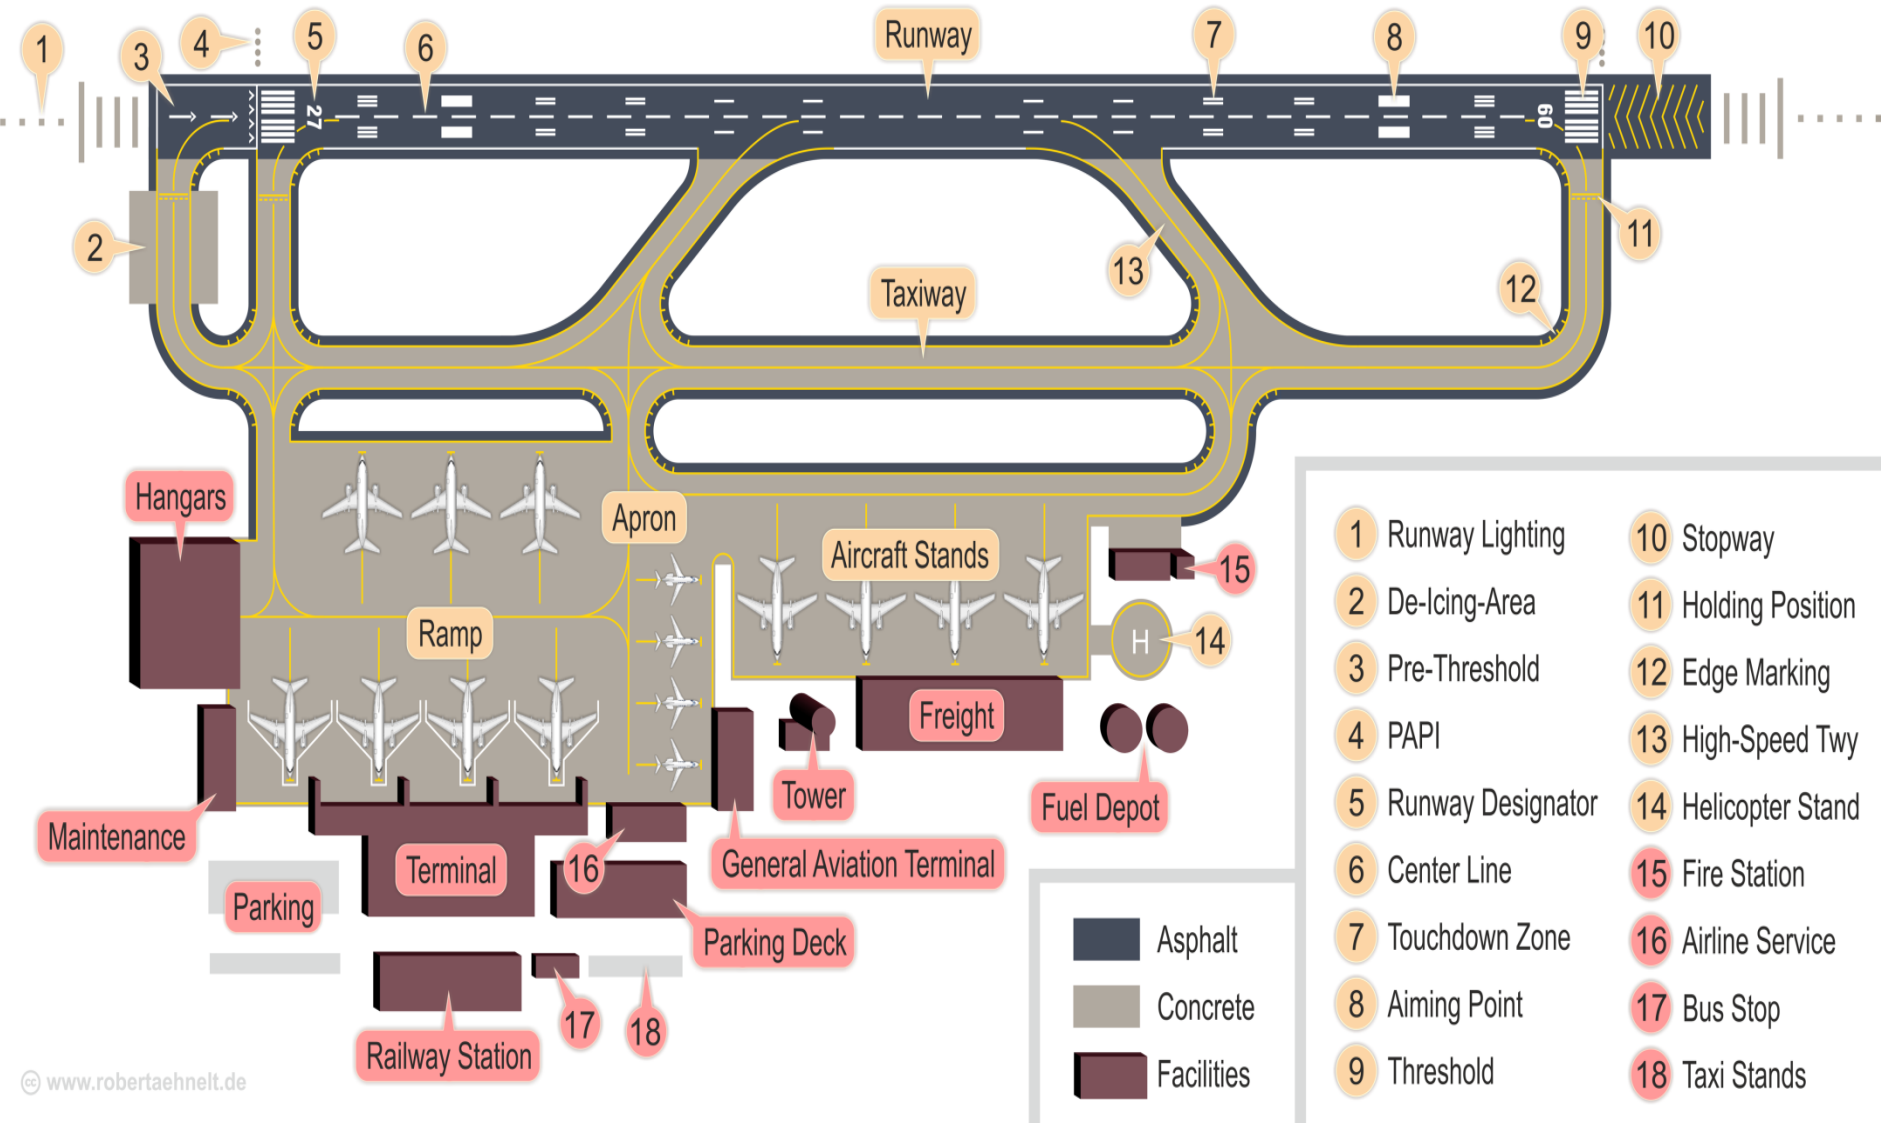 1
3
4
5
6
Runway
7
8
9
10
27
09
2
13
11
Taxiway
12
Hangars
Apron
Aircraft Stands
15
Ramp
H
14
Freight
Tower
Fuel Depot
Maintenance
Terminal
16
General Aviation Terminal
Parking
Parking Deck
17
18
Railway Station
Asphalt
Concrete
Facilities
1 Runway Lighting
2 De-Icing-Area
3 Pre-Threshold
4 PAPI
5 Runway Designator
6 Center Line
7 Touchdown Zone
8 Aiming Point
9 Threshold
10 Stopway
11 Holding Position
12 Edge Marking
13 High-Speed Twy
14 Helicopter Stand
15 Fire Station
16 Airline Service
17 Bus Stop
18 Taxi Stands
cc www.robertaehnelt.de